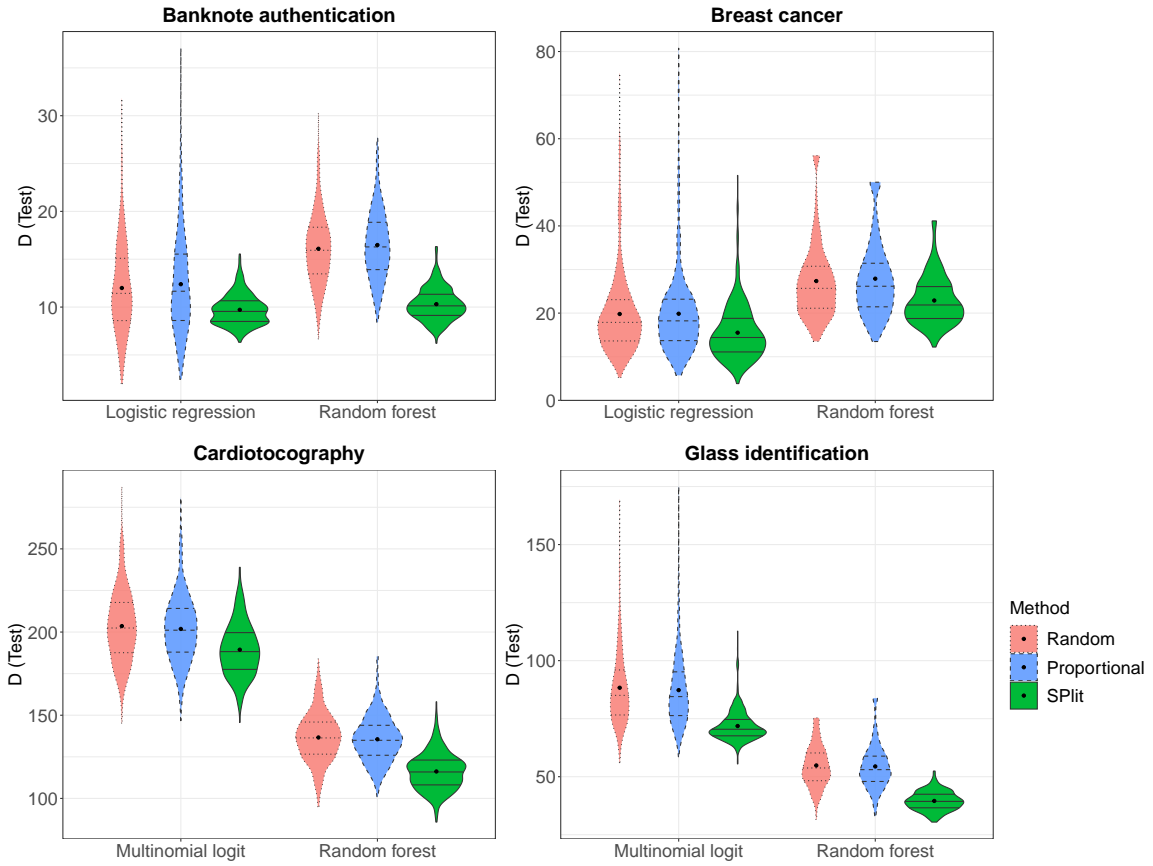 Banknote authentication
D (Test)
30
20
10
Logistic regression
Random forest
Breast cancer
D (Test)
80
60
40
20
0
Logistic regression
Random forest
Cardiotocography
D (Test)
250
200
150
100
Multinomial logit
Random forest
Glass identification
D (Test)
150
100
50
Multinomial logit
Random forest
Method
Random
Proportional
SPlit